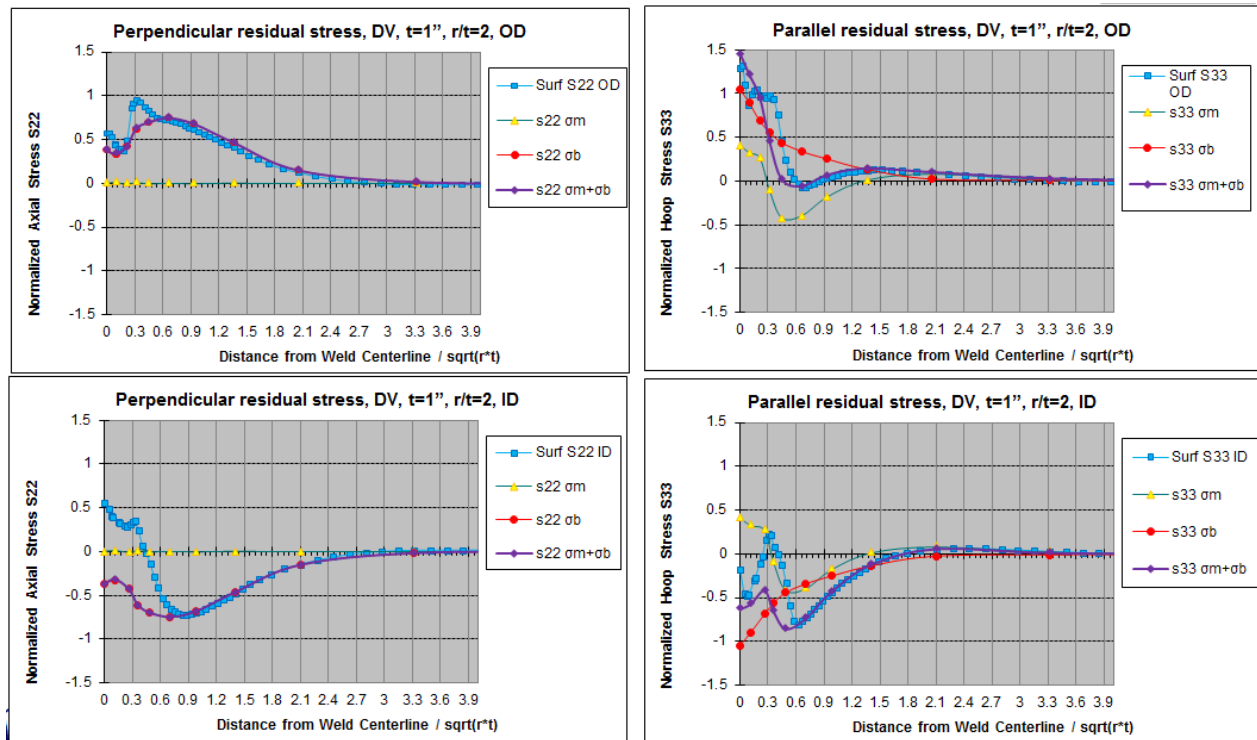 Perpendicular residual stress, DV, t=1”, r/t=2, OD
Normalized Axial Stress S22
1.5
1
0.5
0
-0.5
-1
-1.5
0 0.3 0.6 0.9 1.2 1.5 1.8 2.1 2.4 2.7 3 3.3 3.6 3.9
Distance from Weld Centerline / sqrt(r*t)
Surf S22 OD
s22 σm
s22 σb
s22 σm+σb
Parallel residual stress, DV, t=1”, r/t=2, OD
Normalized Hoop Stress S33
1.5
1
0.5
0
-0.5
-1
-1.5
0 0.3 0.6 0.9 1.2 1.5 1.8 2.1 2.4 2.7 3 3.3 3.6 3.9
Distance from Weld Centerline / sqrt(r*t)
Surf S33
OD
s33 σm
s33 σb
s33 σm+σb
Perpendicular residual stress, DV, t=1”, r/t=2, ID
Normalized Axial Stress S22
1.5
1
0.5
0
-0.5
-1
-1.5
0 0.3 0.6 0.9 1.2 1.5 1.8 2.1 2.4 2.7 3 3.3 3.6 3.9
Distance from Weld Centerline / sqrt(r*t)
Surf S22 ID
s22 σm
s22 σb
s22 σm+σb
Parallel residual stress, DV, t=1”, r/t=2, ID
Normalized Hoop Stress S33
1.5
1
0.5
0
-0.5
-1
-1.5
0 0.3 0.6 0.9 1.2 1.5 1.8 2.1 2.4 2.7 3 3.3 3.6 3.9
Distance from Weld Centerline / sqrt(r*t)
Surf S33 ID
s33 σm
s33 σb
s33 σm+σb